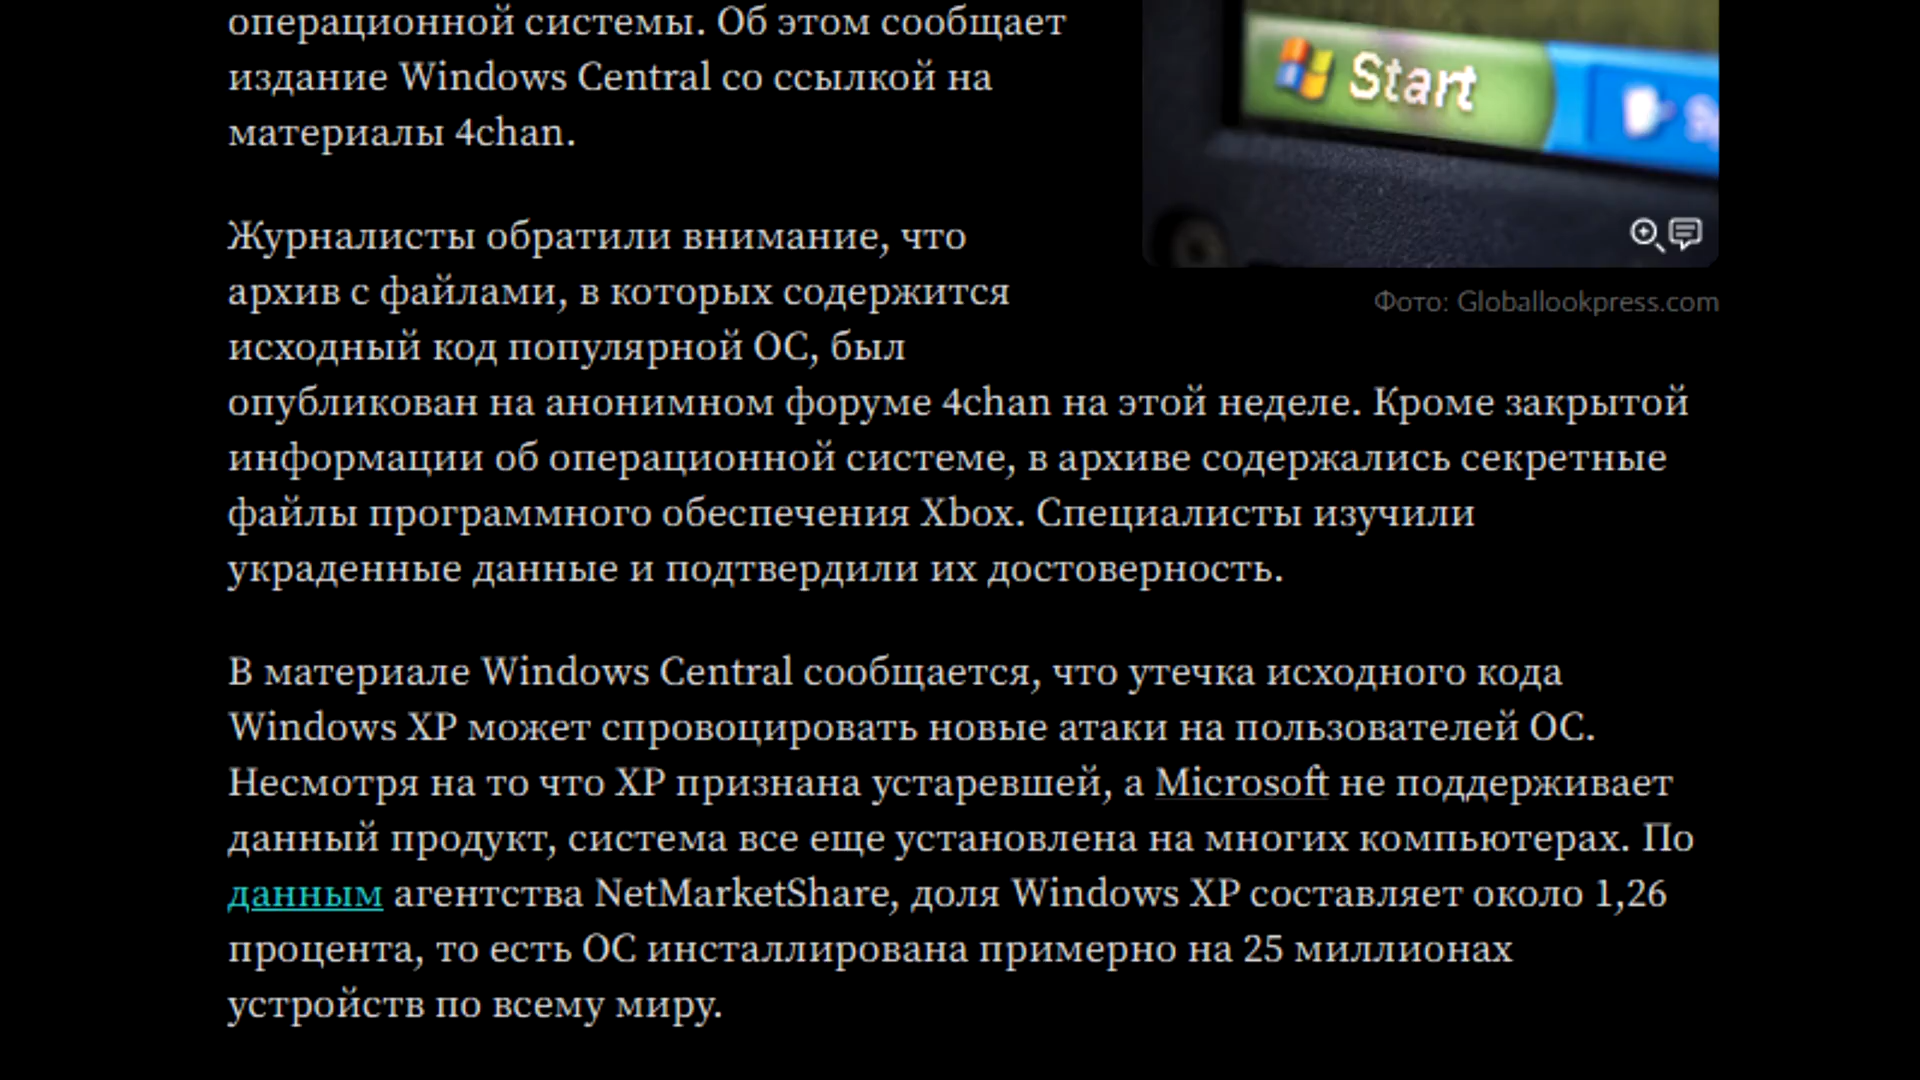 операционной системы. Об этом сообщает
издание Windows Central со ссылкой на
материалы 4chan.
Start
Фото: Globallookpress.com
Журналисты обратили внимание, что
архив с файлами, в которых содержится
исходный код популярной ОС, был
опубликован на анонимном форуме 4chan на этой неделе. Кроме закрытой
информации об операционной системе, в архиве содержались секретные
файлы программного обеспечения Xbox. Специалисты изучили
украденные данные и подтвердили их достоверность.
В материале Windows Central сообщается, что утечка исходного кода
Windows XP может спровоцировать новые атаки на пользователей ОС.
Несмотря на то что XP признана устаревшей, а Microsoft не поддерживает
данный продукт, система все еще установлена на многих компьютерах. По
данным агентства NetMarketShare, доля Windows XP составляет около 1,26
процента, то есть ОС инсталлирована примерно на 25 миллионах
устройств по всему миру.